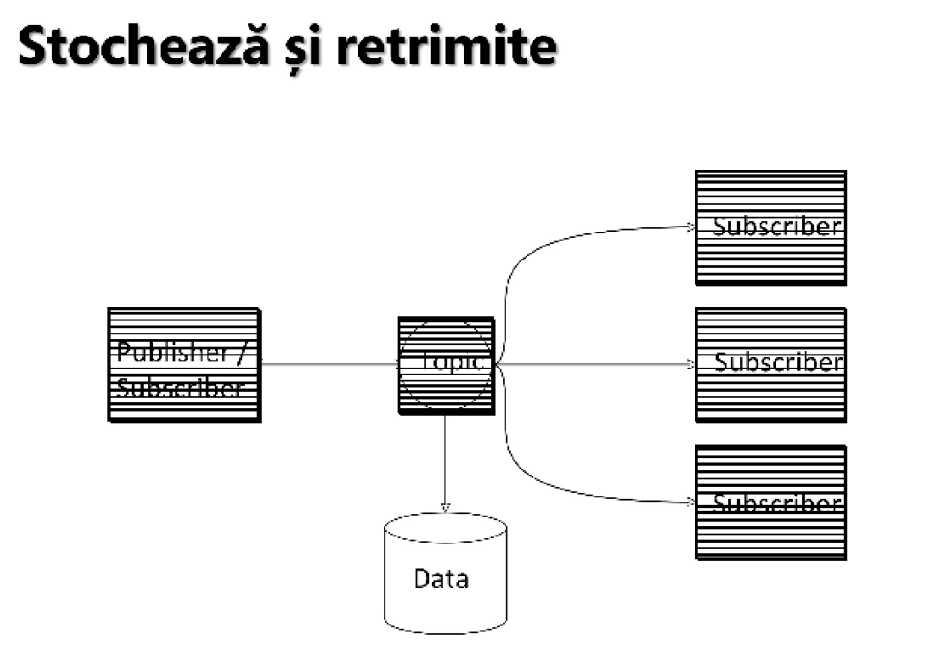 Stochează și retrimite
Subscriber
Publisher /
Subscriber
Topic
Subscriber
Subscriber
Data